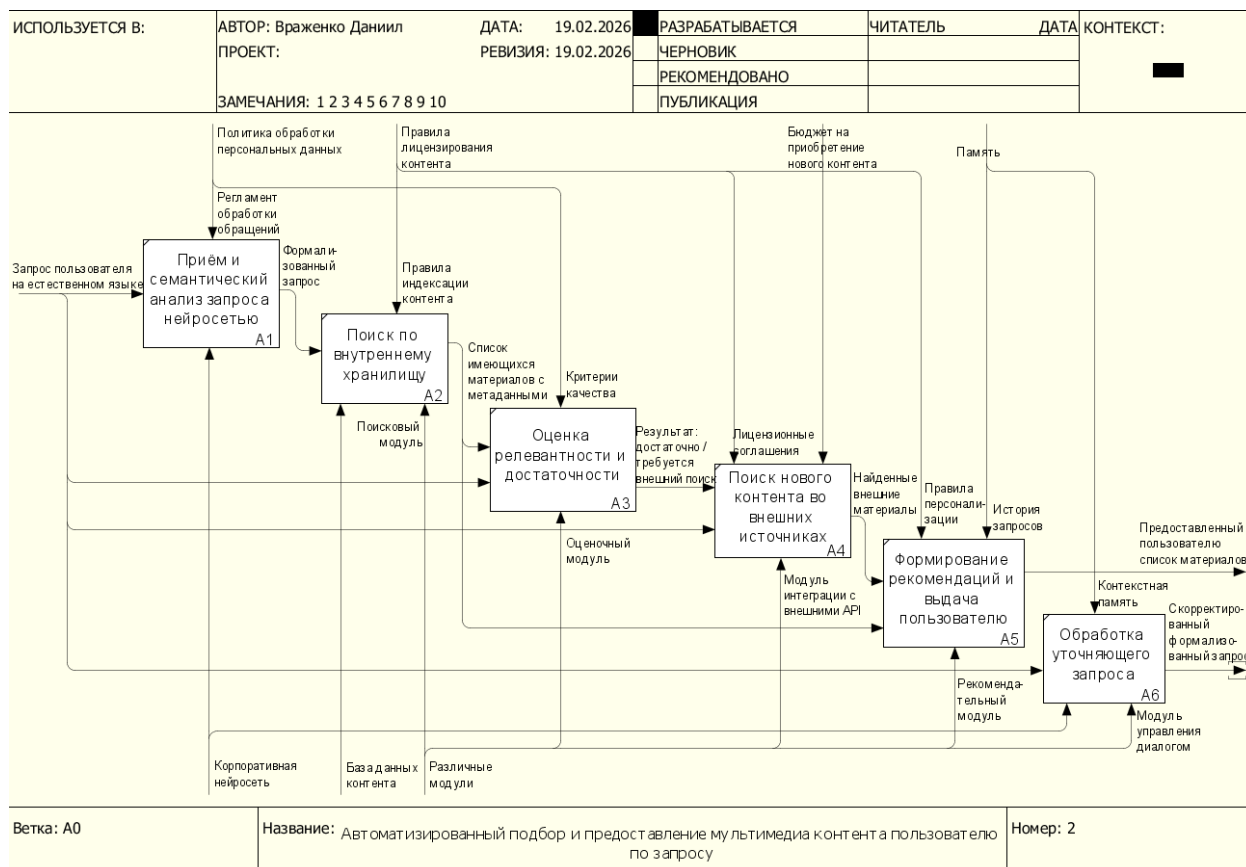 ИСПОЛЬЗУЕТСЯ В:
АВТОР: Враженко Даниил
ДАТА: 19.02.2026
ПРОЕКТ:
РЕВИЗИЯ: 19.02.2026
ЗАМЕЧАНИЯ: 1 2 3 4 5 6 7 8 9 10
РАЗРАБАТЫВАЕТСЯ
ЧЕРНОВИК
РЕКОМЕНДОВАНО
ПУБЛИКАЦИЯ
ЧИТАТЕЛЬ
ДАТА
КОНТЕКСТ:
Политика обработки
персональных данных
Правила
лицензирования
контента
Бюджет на
приобретение
нового контента
Память
Регламент
обработки
обращений
Запрос пользователя
на естественном языке
Приём и
семантический
анализ запроса
нейросетью
A1
Формали-
зованный
запрос
Правила
индексации
контента
Поиск по
внутреннему
хранилищу
A2
Список
имеющихся
материалов с
метаданными
Критерии
качества
Поисковый
модуль
Оценка
релевантности и
достаточности
A3
Результат:
достаточно /
требуется
внешний поиск
Лицензионные
соглашения
Поиск нового
контента во
внешних
источниках
A4
Найденные
внешние
материалы
Правила
персонали-
зации
История
запросов
Оценочный
модуль
Модуль
интеграции с
внешними API
Формирование
рекомендаций и
выдача
пользователю
A5
Предоставленный
пользователю
список материалов
Контекстная
память
Скорректиро-
ванный
формализо-
ванный запрос
Обработка
уточняющего
запроса
A6
Рекоменда-
тельный
модуль
Модуль
управления
диалогом
Корпоративная
нейросеть
База данных
контента
Различные
модули
Ветка: A0
Название: Автоматизированный подбор и предоставление мультимедиа контента пользователю
по запросу
Номер: 2